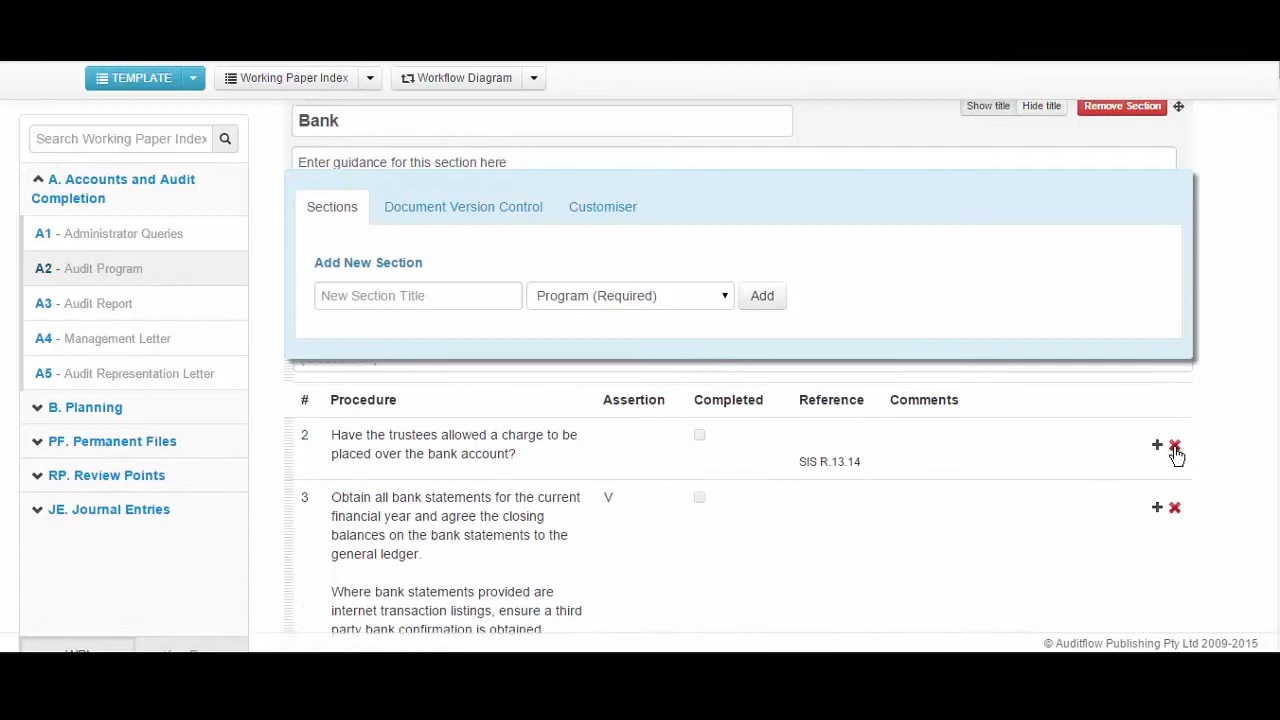 TEMPLATE
Working Paper Index
Workflow Diagram
Search Working Paper Index
A. Accounts and Audit
Completion
A1 - Administrator Queries
A2 - Audit Program
A3 - Audit Report
A4 - Management Letter
A5 - Audit Representation Letter
B. Planning
PF. Permanent Files
RP. Review Points
JE. Journal Entries
Bank
Show title
Hide title
Remove Section
Enter guidance for this section here
Sections
Document Version Control
Customiser
Add New Section
New Section Title
Program (Required)
Add
# Procedure Assertion Completed Reference Comments
2 Have the trustees allowed a charge to be
placed on the bank account?
3.14
3 Obtain all bank statements for the current V
financial year and agree the closing
balances on the bank statements to the
general ledger.
Where bank statements provided are
internet transaction listings, ensure a third
party bank confirmation is obtained
© Auditflow Publishing Pty Ltd 2009-2015